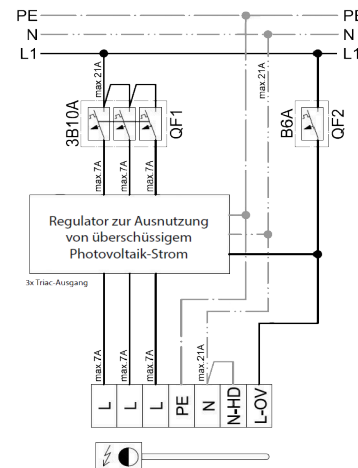 PE PE
N N
L1 L1
max.21A
max.21A
3B10A
QF1
B6A
QF2
max.7A
max.7A
max.7A
Regulator zur Ausnutzung
von überschüssigem
Photovoltaik-Strom
3x Triac-Ausgang
max.7A
max.7A
max.7A
max.21A
L
L
L
PE
N
N-HD
L-OV